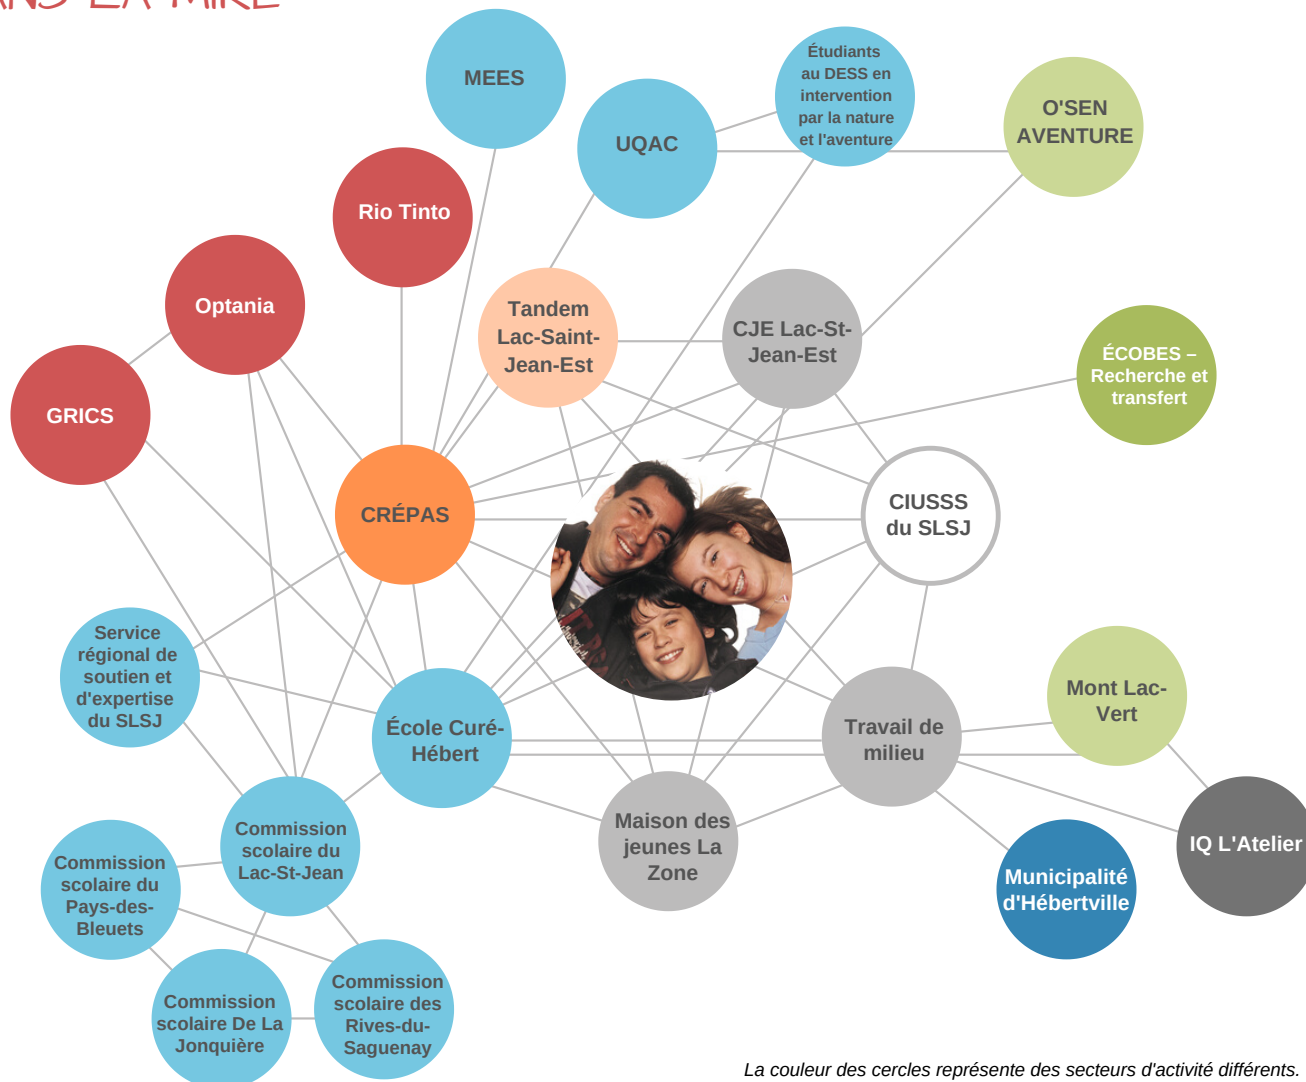 DANS LA MIRE
MEES
Étudiants
au DESS en
intervention
par la nature
et l'aventure
O'SEN
AVENTURE
UQAC
Rio Tinto
Optania
Tandem
Lac-Saint-
Jean-Est
CJE Lac-St-
Jean-Est
ÉCOBES –
Recherche et
transfert
GRICS
CRÉPAS
CIUSSS
du SLSJ
Service
régional de
soutien et
d'expertise
du SLSJ
École Curé-
Hébert
Travail de
milieu
Mont Lac-
Vert
Maison des
jeunes La
Zone
IQ L'Atelier
Municipalité
d'Hébertville
Commission
scolaire du
Lac-St-Jean
Commission
scolaire du
Pays-des-
Bleuets
Commission
scolaire De La
Jonquière
Commission
scolaire des
Rives-du-
Saguenay
La couleur des cercles représente des secteurs d'activité différents.